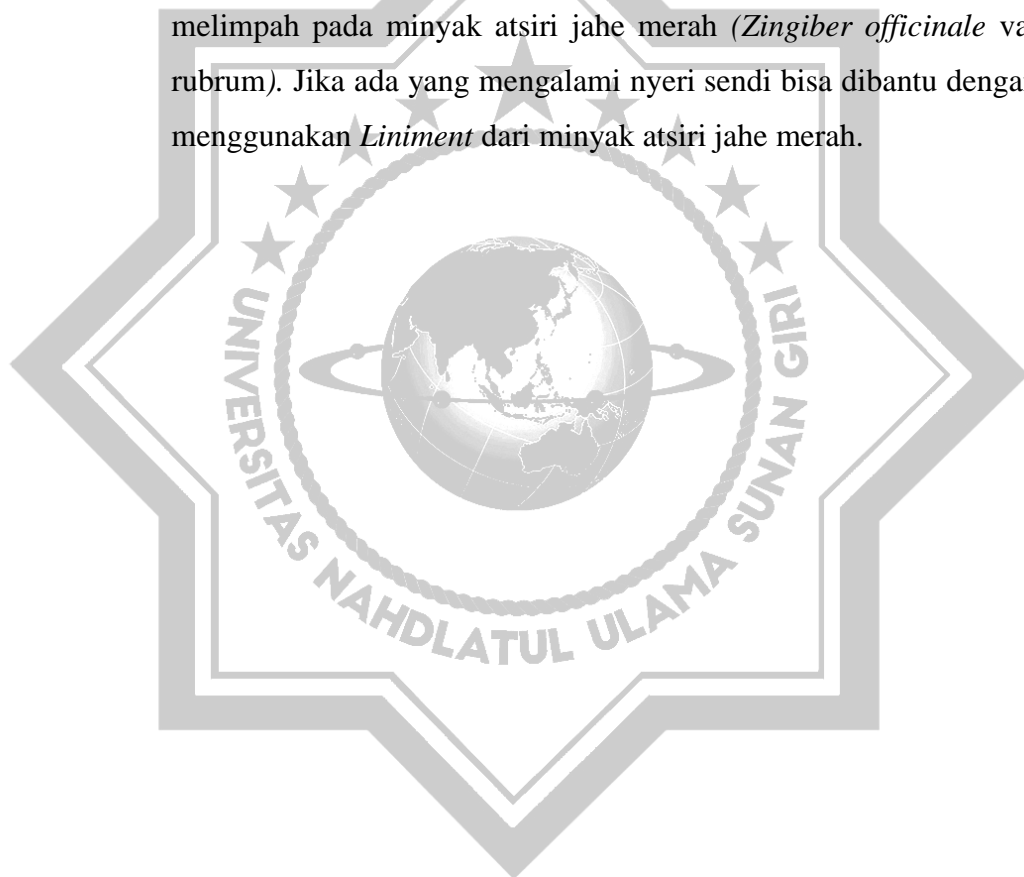 melimpah pada minyak atsiri jahe merah (Zingiber officinale va
rubrum). Jika ada yang mengalami nyeri sendi bisa dibantu denga
menggunakan Liniment dari minyak atsiri jahe merah.
UNIVERSITAS NAHDLATUL ULAMA SUNAN GIRI